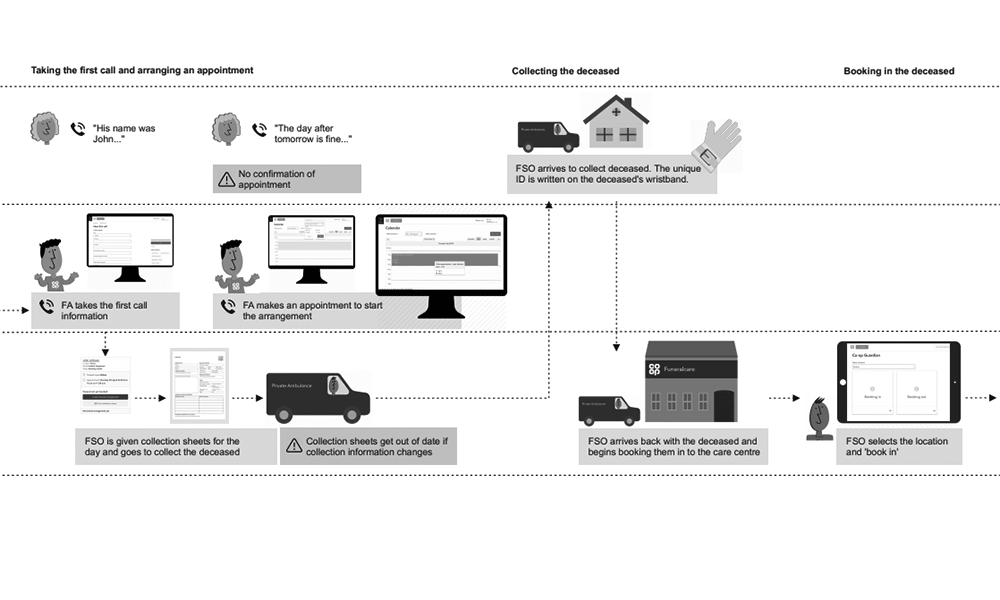 Taking the first call and arranging an appointment
Collecting the deceased
Booking in the deceased
"His name was
John..."
"The day after
tomorrow is fine..."
No confirmation of
appointment
Private Ambulance
FSO arrives to collect deceased. The unique
ID is written on the deceased's wristband.
Calendar
FA takes the first call
information
FA makes an appointment to start
the arrangement
Private Ambulance
FSO is given collection sheets for the
day and goes to collect the deceased
Collection sheets get out of date if
collection information changes
co
op
Funeralcare
Private Ambulance
FSO arrives back with the deceased and
begins booking them in to the care centre
Co-op Guardian
Booking in
Booking out
FSO selects the location
and 'book in'